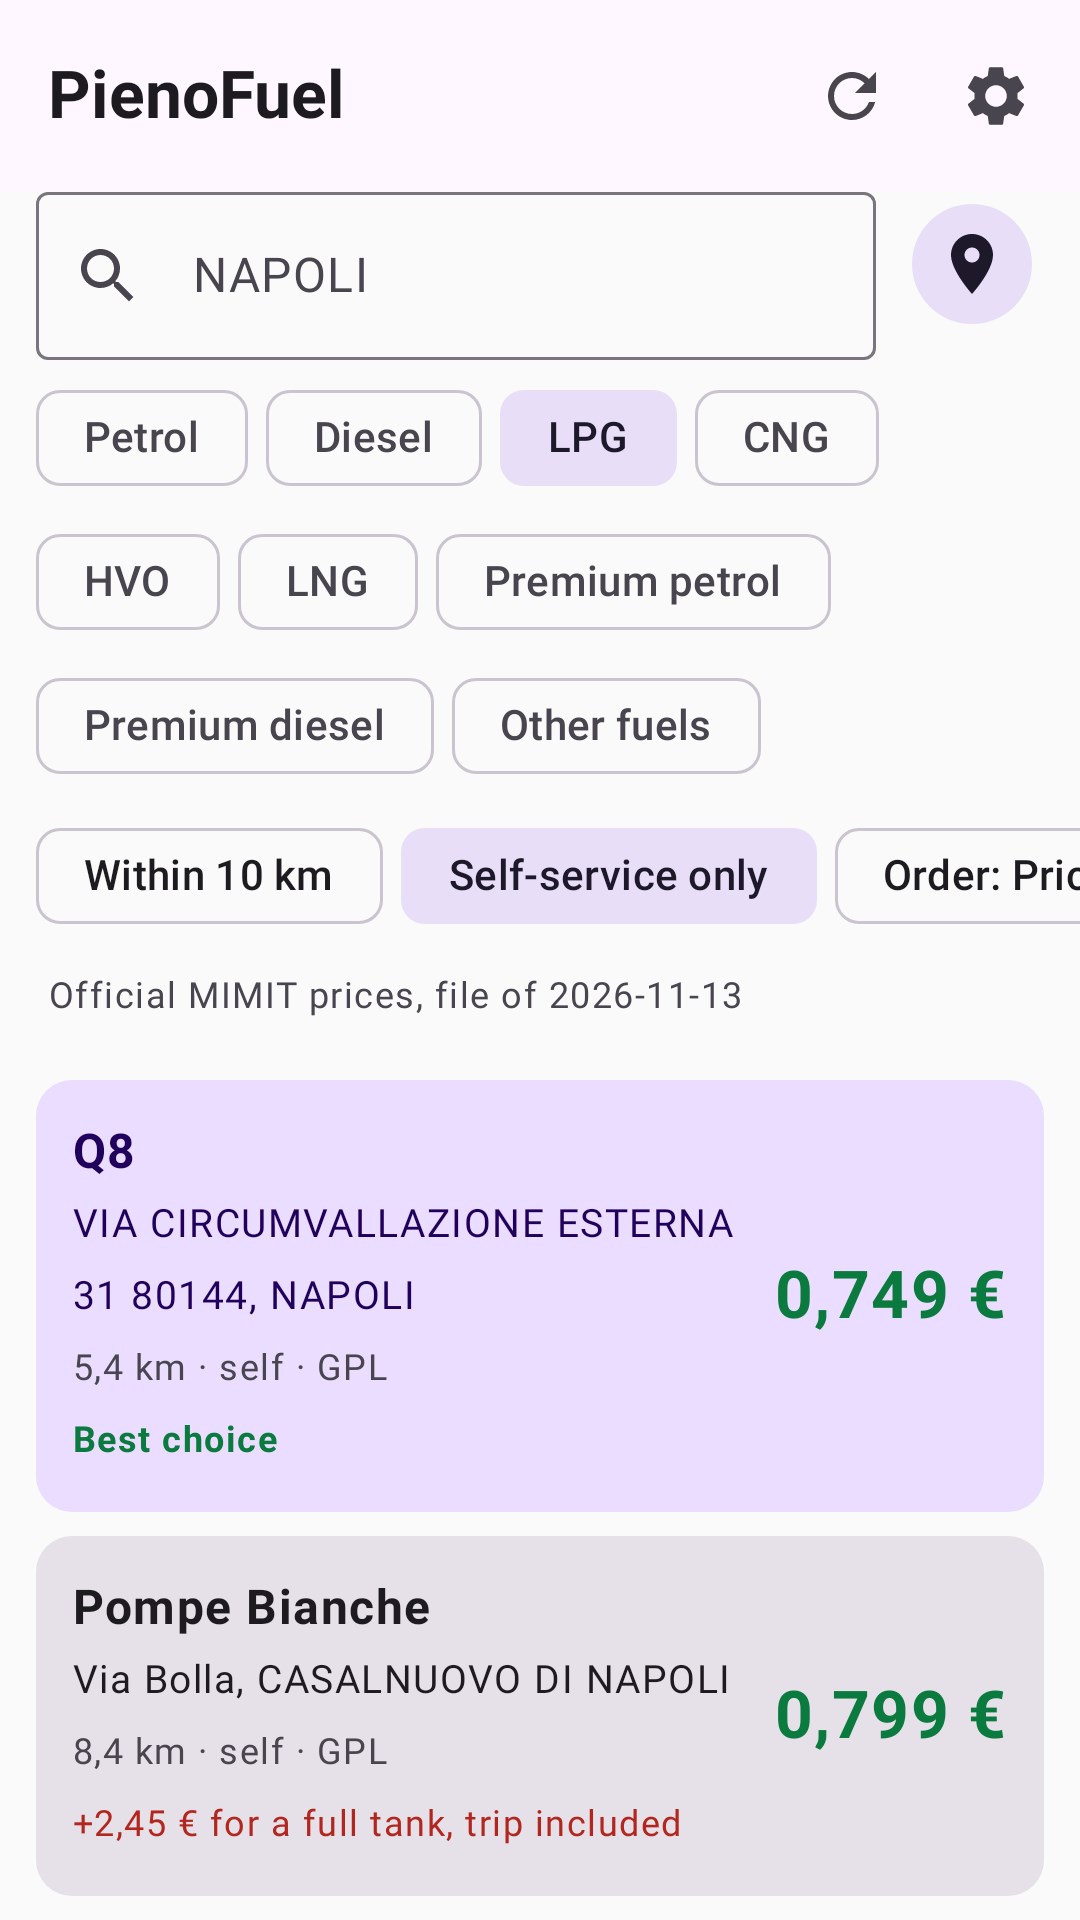 PienoFuel
NAPOLI
Petrol Diesel LPG CNG
HVO LNG Premium petrol
Premium diesel Other fuels
Within 10 km Self-service only Order:
Official MIMIT prices, file of 2026-11-13
Q8
VIA CIRCUMVALLAZIONE ESTERNA
31 80144, NAPOLI
0,749 €
5,4 km · self · GPL
Best choice
Pompe Bianche
Via Bolla, CASALNUOVO DI NAPOLI
0,799 €
8,4 km · self · GPL
+2,45 € for a full tank, trip included